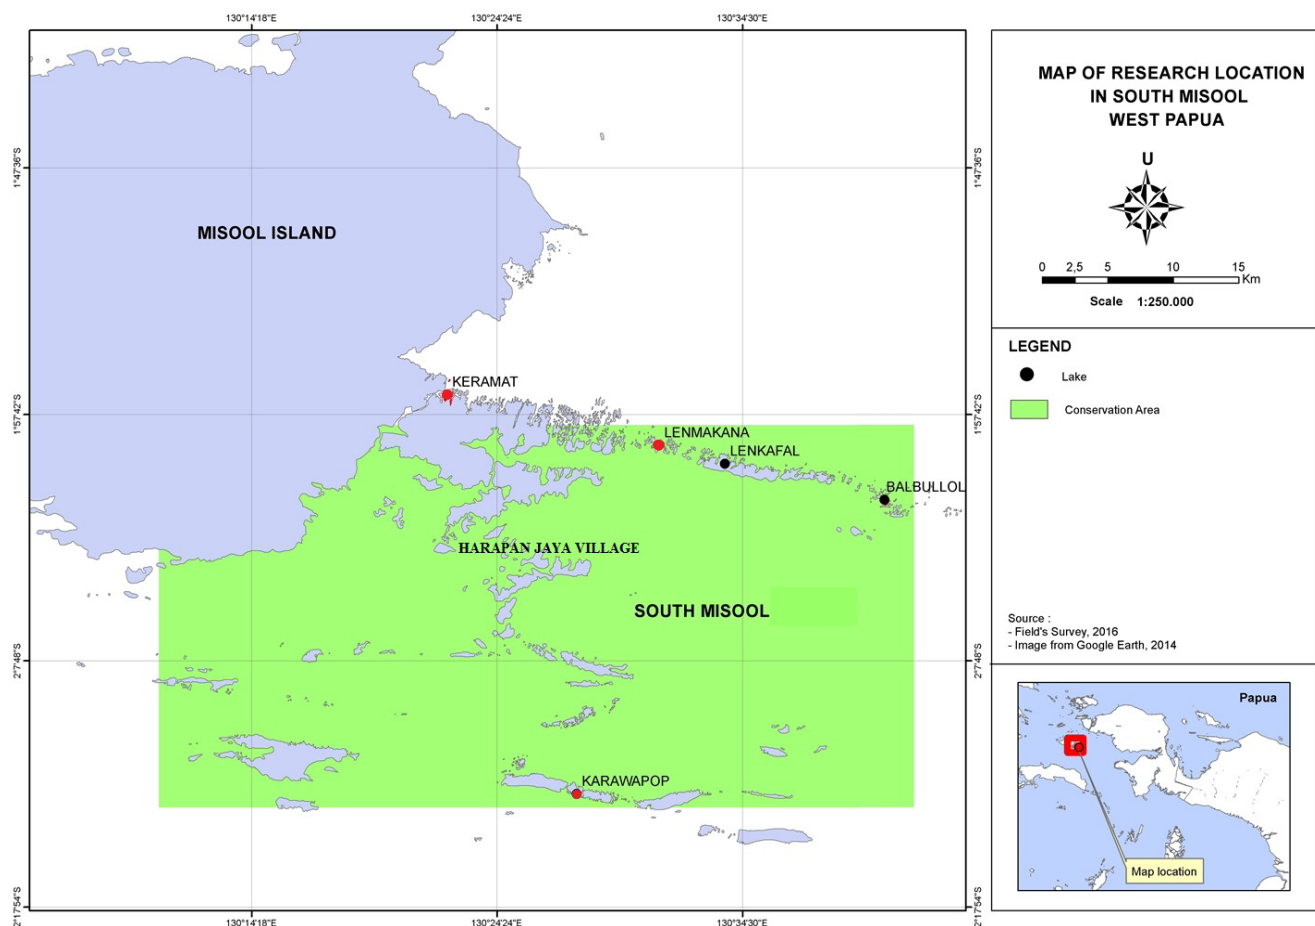 130°14'18"E
130°24'24"E
130°34'30"E
1°47'36"S
1°47'36"S
MISOOL ISLAND
KERAMAT
1°57'42"S
1°57'42"S
LENMAKANA
LENKAFAL
BALBULLOL
HARAPAN JAYA VILLAGE
SOUTH MISOOL
2°7'48"S
2°7'48"S
KARAWAPOP
2°17'54"S
2°17'54"S
130°14'18"E
130°24'24"E
130°34'30"E
MAP OF RESEARCH LOCATION
IN SOUTH MISOOL
WEST PAPUA
U
0 2,5 5 10 15
Km
Scale 1:250.000
LEGEND
Lake
Conservation Area
Source :
- Field's Survey, 2016
- Image from Google Earth, 2014
Papua
Map location